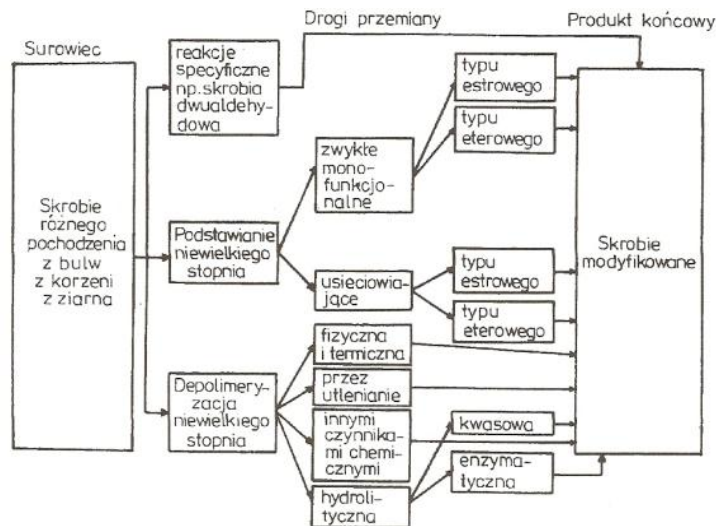 Drogi przemiany
Produkt końcowy
Surowiec
Skrobie
różnego
pochodzenia
z bulw
z korzeni
z ziarna
reakcje
specyficzne
np. skrobia
dwualdehy-
dowa
Podstawianie
niewielkiego
stopnia
Depolimery-
zacja
niewielkiego
stopnia
zwykłe
mono-
funkcjo-
nalne
usieciowia-
jące
fizyczna
i termiczna
przez
utlenianie
innymi
czynnika-
mi chemi-
cznymi
hydroli-
tyczna
typu
estrowego
typu
eterowego
typu
estrowego
typu
eterowego
kwasowa
enzyma-
tyczna
Skrobie
modyfikowane